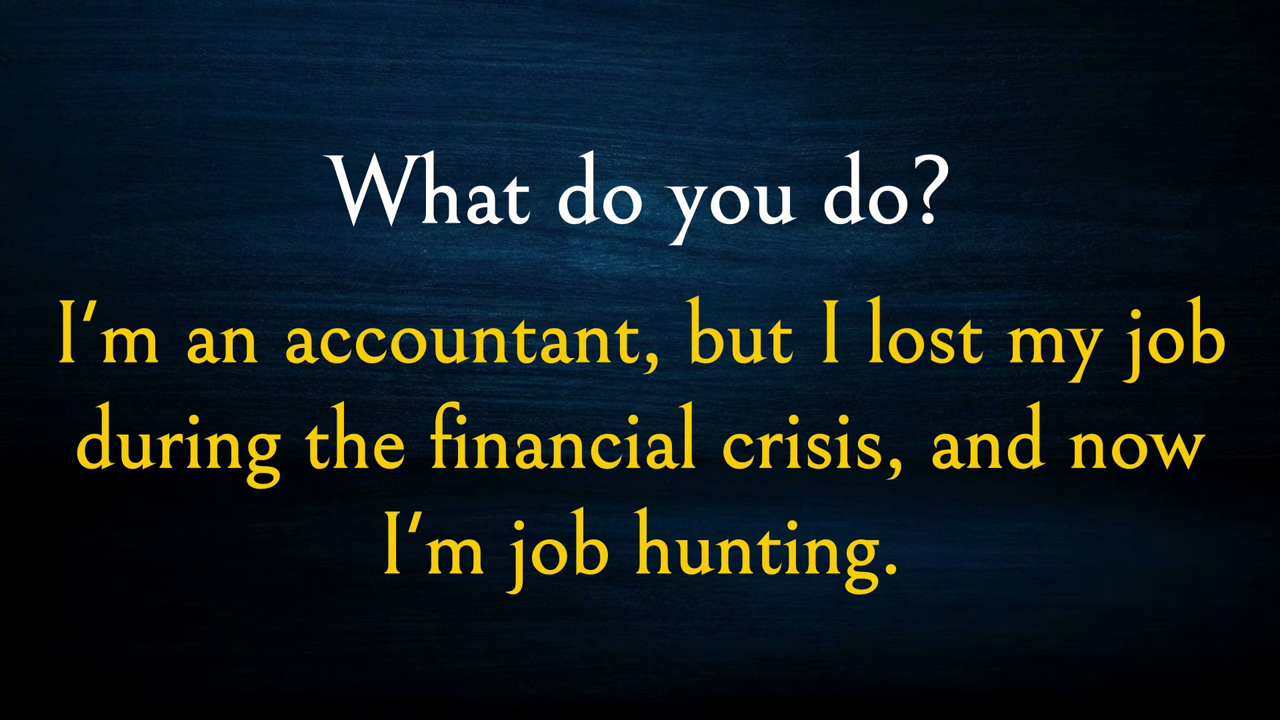 What do you do?
I'm an accountant, but I lost my job
during the financial crisis, and now
I'm job hunting.